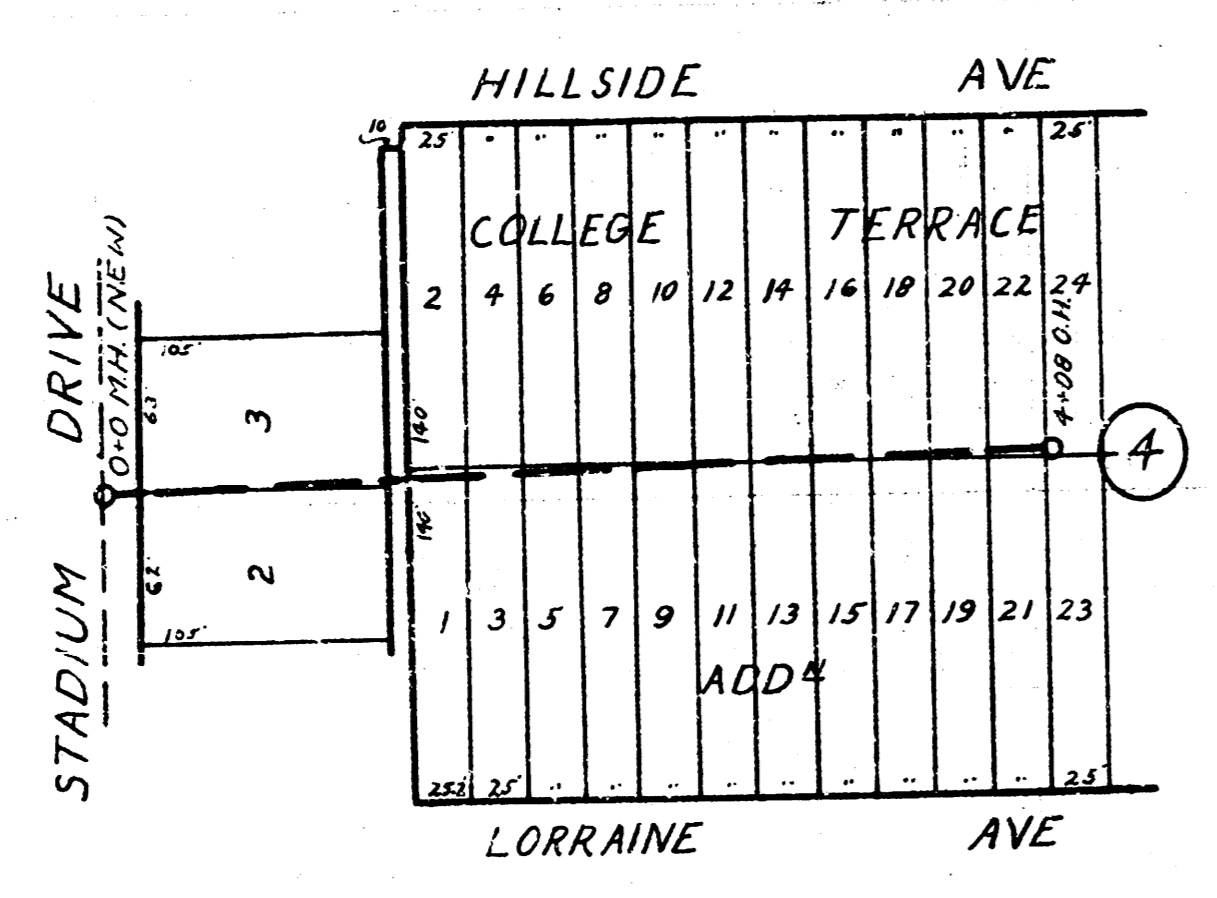 HILLSIDE AVE
10
25' " " " " " " " " " " 25'
COLLEGE TERRACE
2 4 6 8 10 12 14 16 18 20 22 24
STADIUM DRIVE
0+0 M.H. (NEW)
4+08 O.H.
105'
63
3
140'
4
140'
62'
2
105'
1 3 5 7 9 11 13 15 17 19 21 23
ADDN
25.2' 25' " " " " " " " " " 25'
LORRAINE AVE